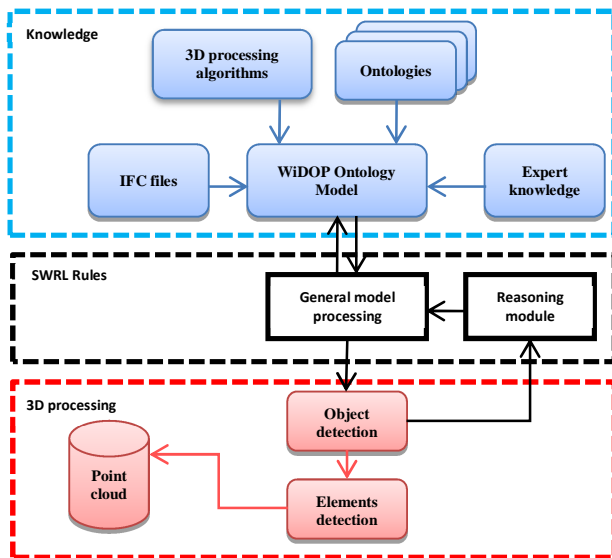 Knowledge
3D processing
algorithms
Ontologies
IFC files
WiDOP Ontology
Model
Expert
knowledge
SWRL Rules
General model
processing
Reasoning
module
3D processing
Object
detection
Point
cloud
Elements
detection